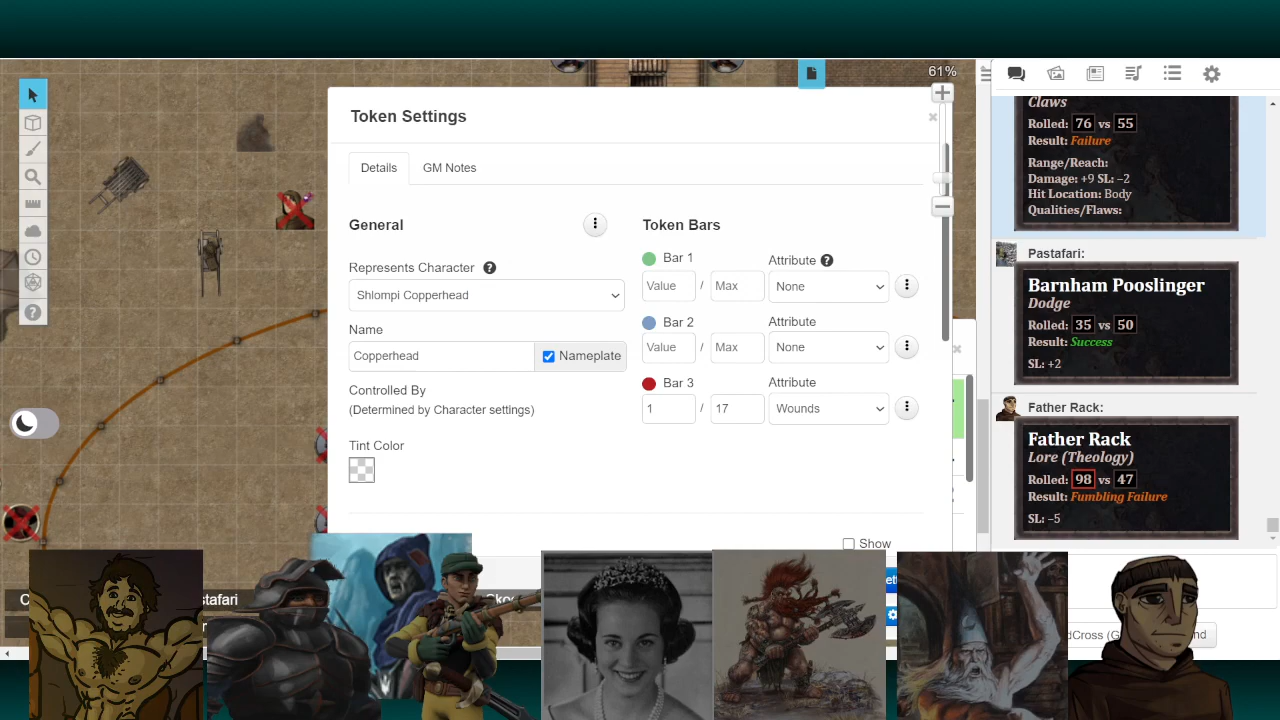 61%
Token Settings
Details
GM Notes
General
Represents Character
Shlompi Copperhead
Name
Copperhead
Nameplate
Controlled By
(Determined by Character settings)
Tint Color
Token Bars
Bar 1
Attribute
Value / Max
None
Bar 2
Attribute
Value / Max
None
Bar 3
Attribute
1 / 17
Wounds
Show
Claws
Rolled: 76 vs 55
Result: Failure
Range/Reach:
Damage: +9 SL: –2
Hit Location: Body
Qualities/Flaws:
Pastafari:
Barnham Pooslinger
Dodge
Rolled: 35 vs 50
Result: Success
SL: +2
Father Rack:
Father Rack
Lore (Theology)
Rolled: 98 vs 47
Result: Fumbling Failure
SL: –5
stafari
Skoo
dCross (G
nd